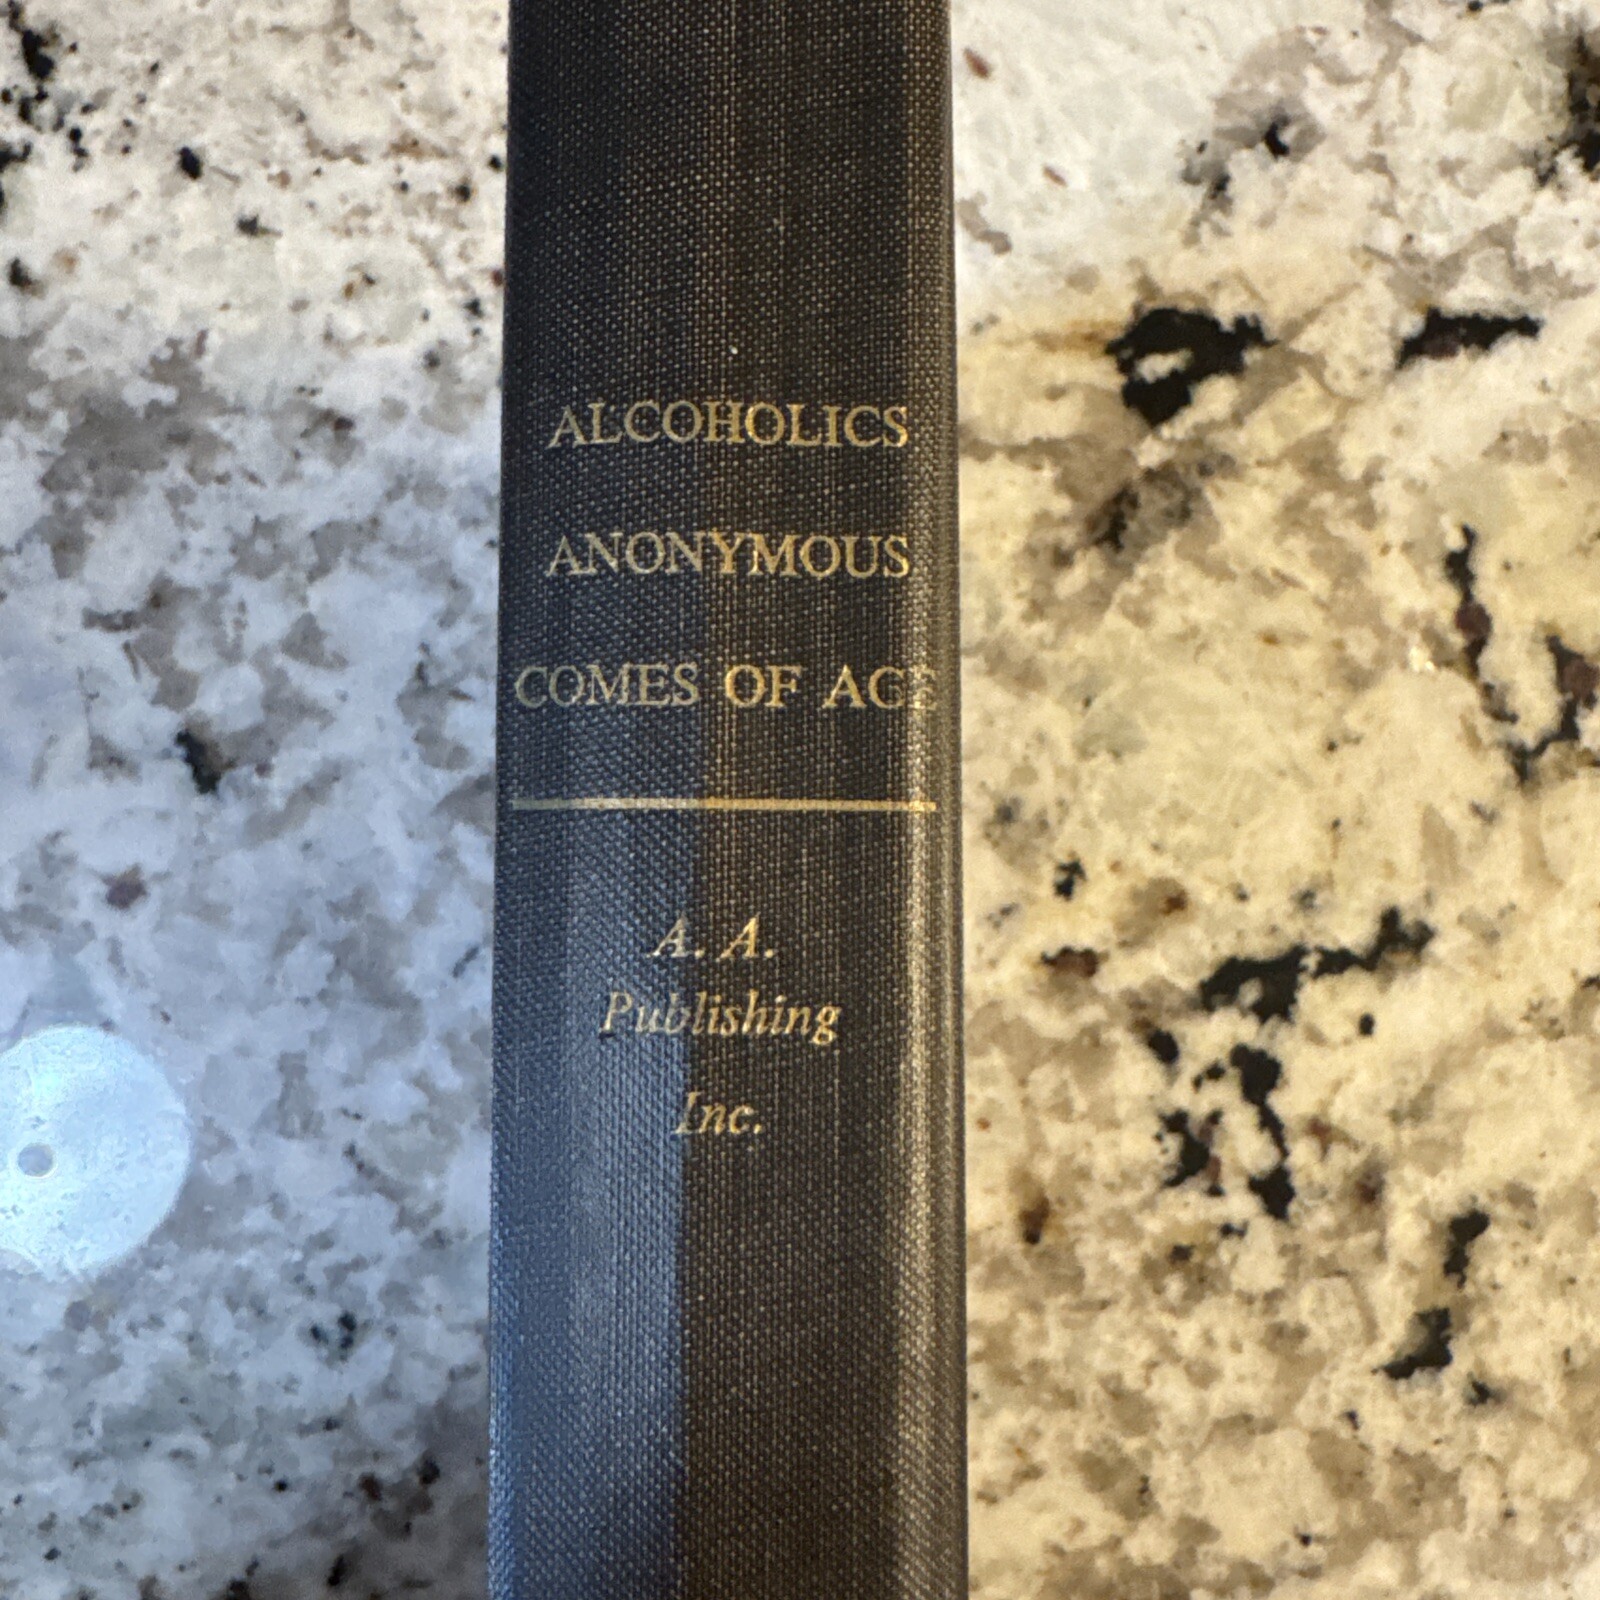 ALCOHOLICS
ANONYMOUS
COMES OF AGE
A. A.
Publishing
Inc.